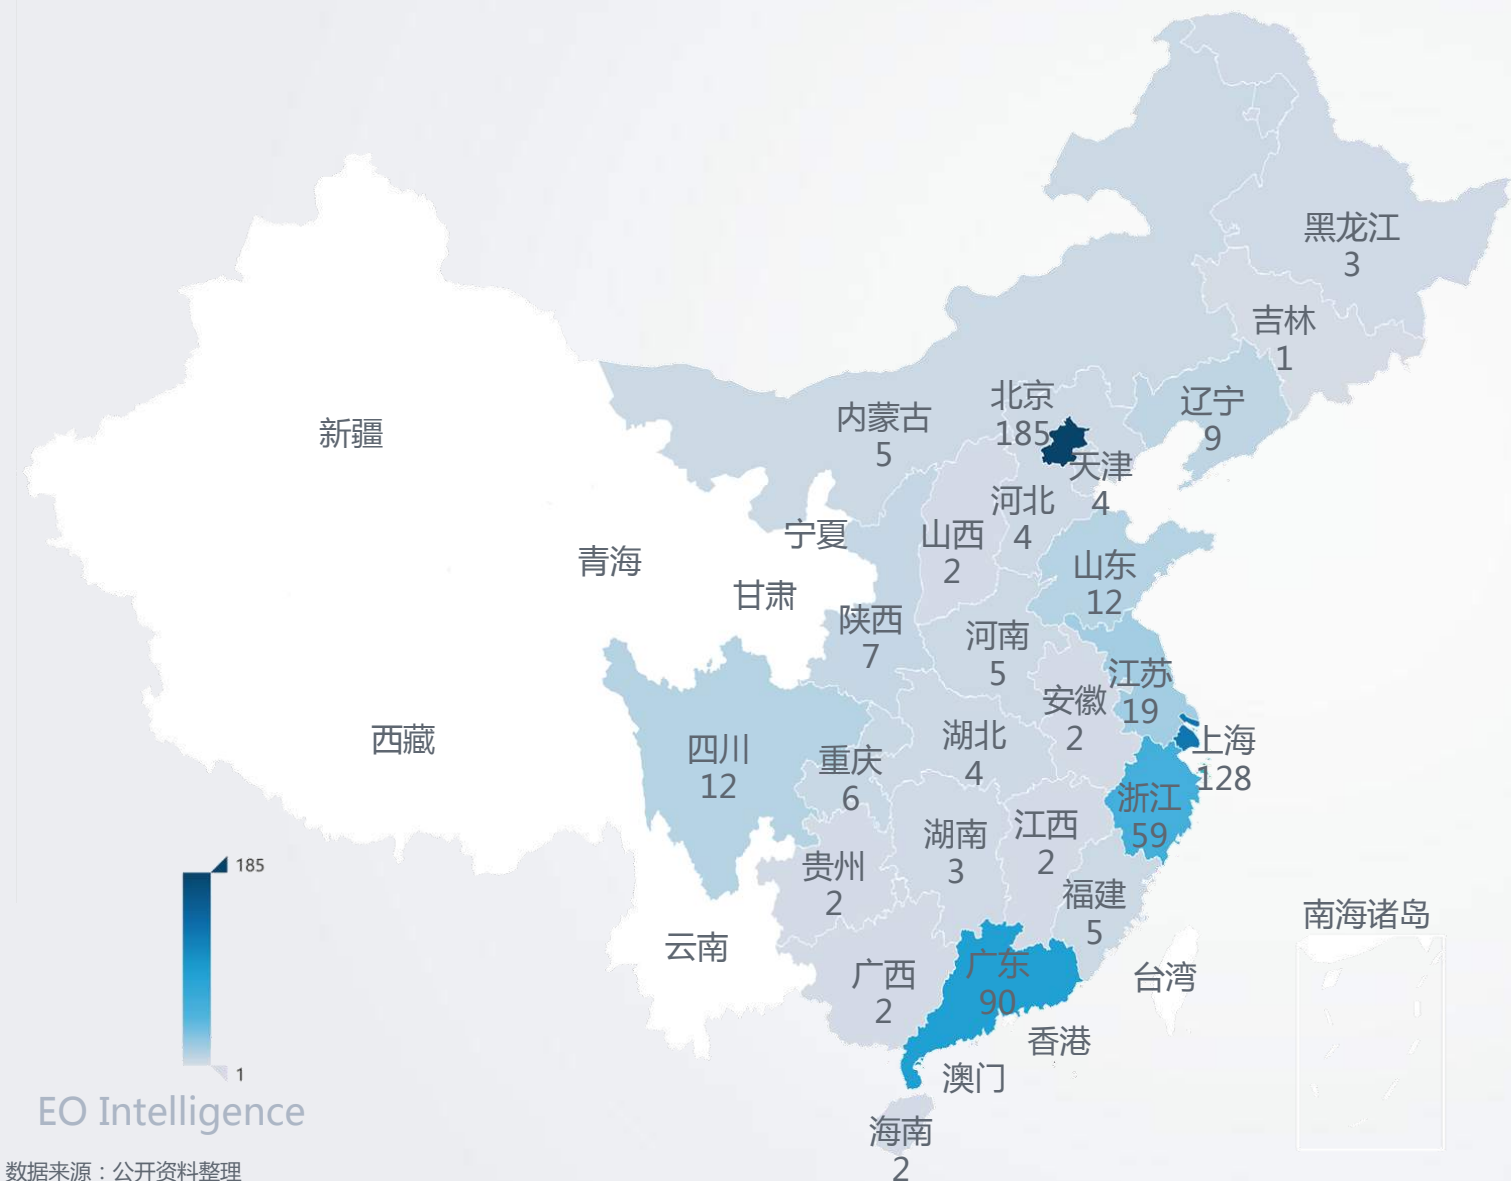 黑龙江
3
吉林
1
辽宁
9
北京
185
内蒙古
5
天津
4
新疆
河北
4
宁夏
山西
2
青海
山东
12
甘肃
陕西
7
河南
5
江苏
19
安徽
2
西藏
四川
12
湖北
4
上海
128
重庆
6
浙江
59
湖南
3
江西
2
贵州
2
福建
5
185
南海诸岛
云南
广西
2
广东
90
台湾
香港
澳门
1
EO Intelligence
海南
2
数据来源：公开资料整理